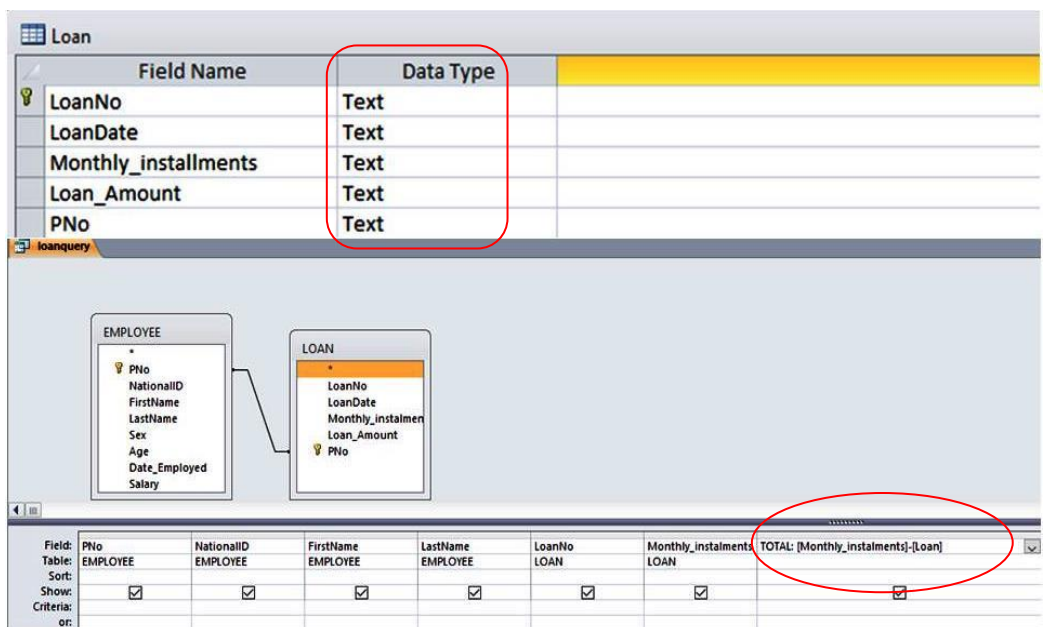 Loan
Field Name Data Type
LoanNo Text
LoanDate Text
Monthly_installments Text
Loan_Amount Text
PNo Text
loanquery
EMPLOYEE
*
PNo
NationalID
FirstName
LastName
Sex
Age
Date_Employed
Salary
LOAN
*
LoanNo
LoanDate
Monthly_instalmen
Loan_Amount
PNo
Field: PNo NationalID FirstName LastName LoanNo Monthly_instalments TOTAL: [Monthly_instalments]-[Loan]
Table: EMPLOYEE EMPLOYEE EMPLOYEE EMPLOYEE LOAN LOAN
Sort:
Show:
Criteria:
or: